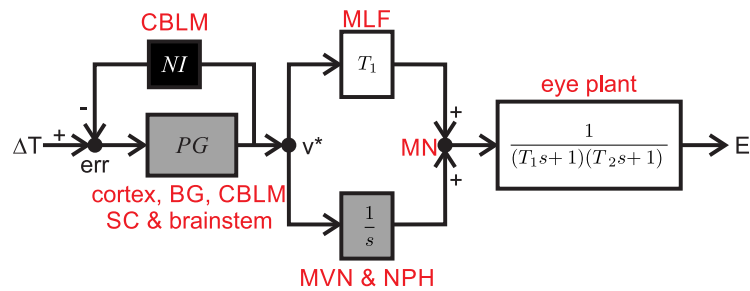 CBLM
MLF
NI
T₁
-
+
eye plant
ΔT
+
PG
v*
MN
1
(T₁s+1)(T₂s+1)
E
err
+
cortex, BG, CBLM
SC & brainstem
1
s
MVN & NPH